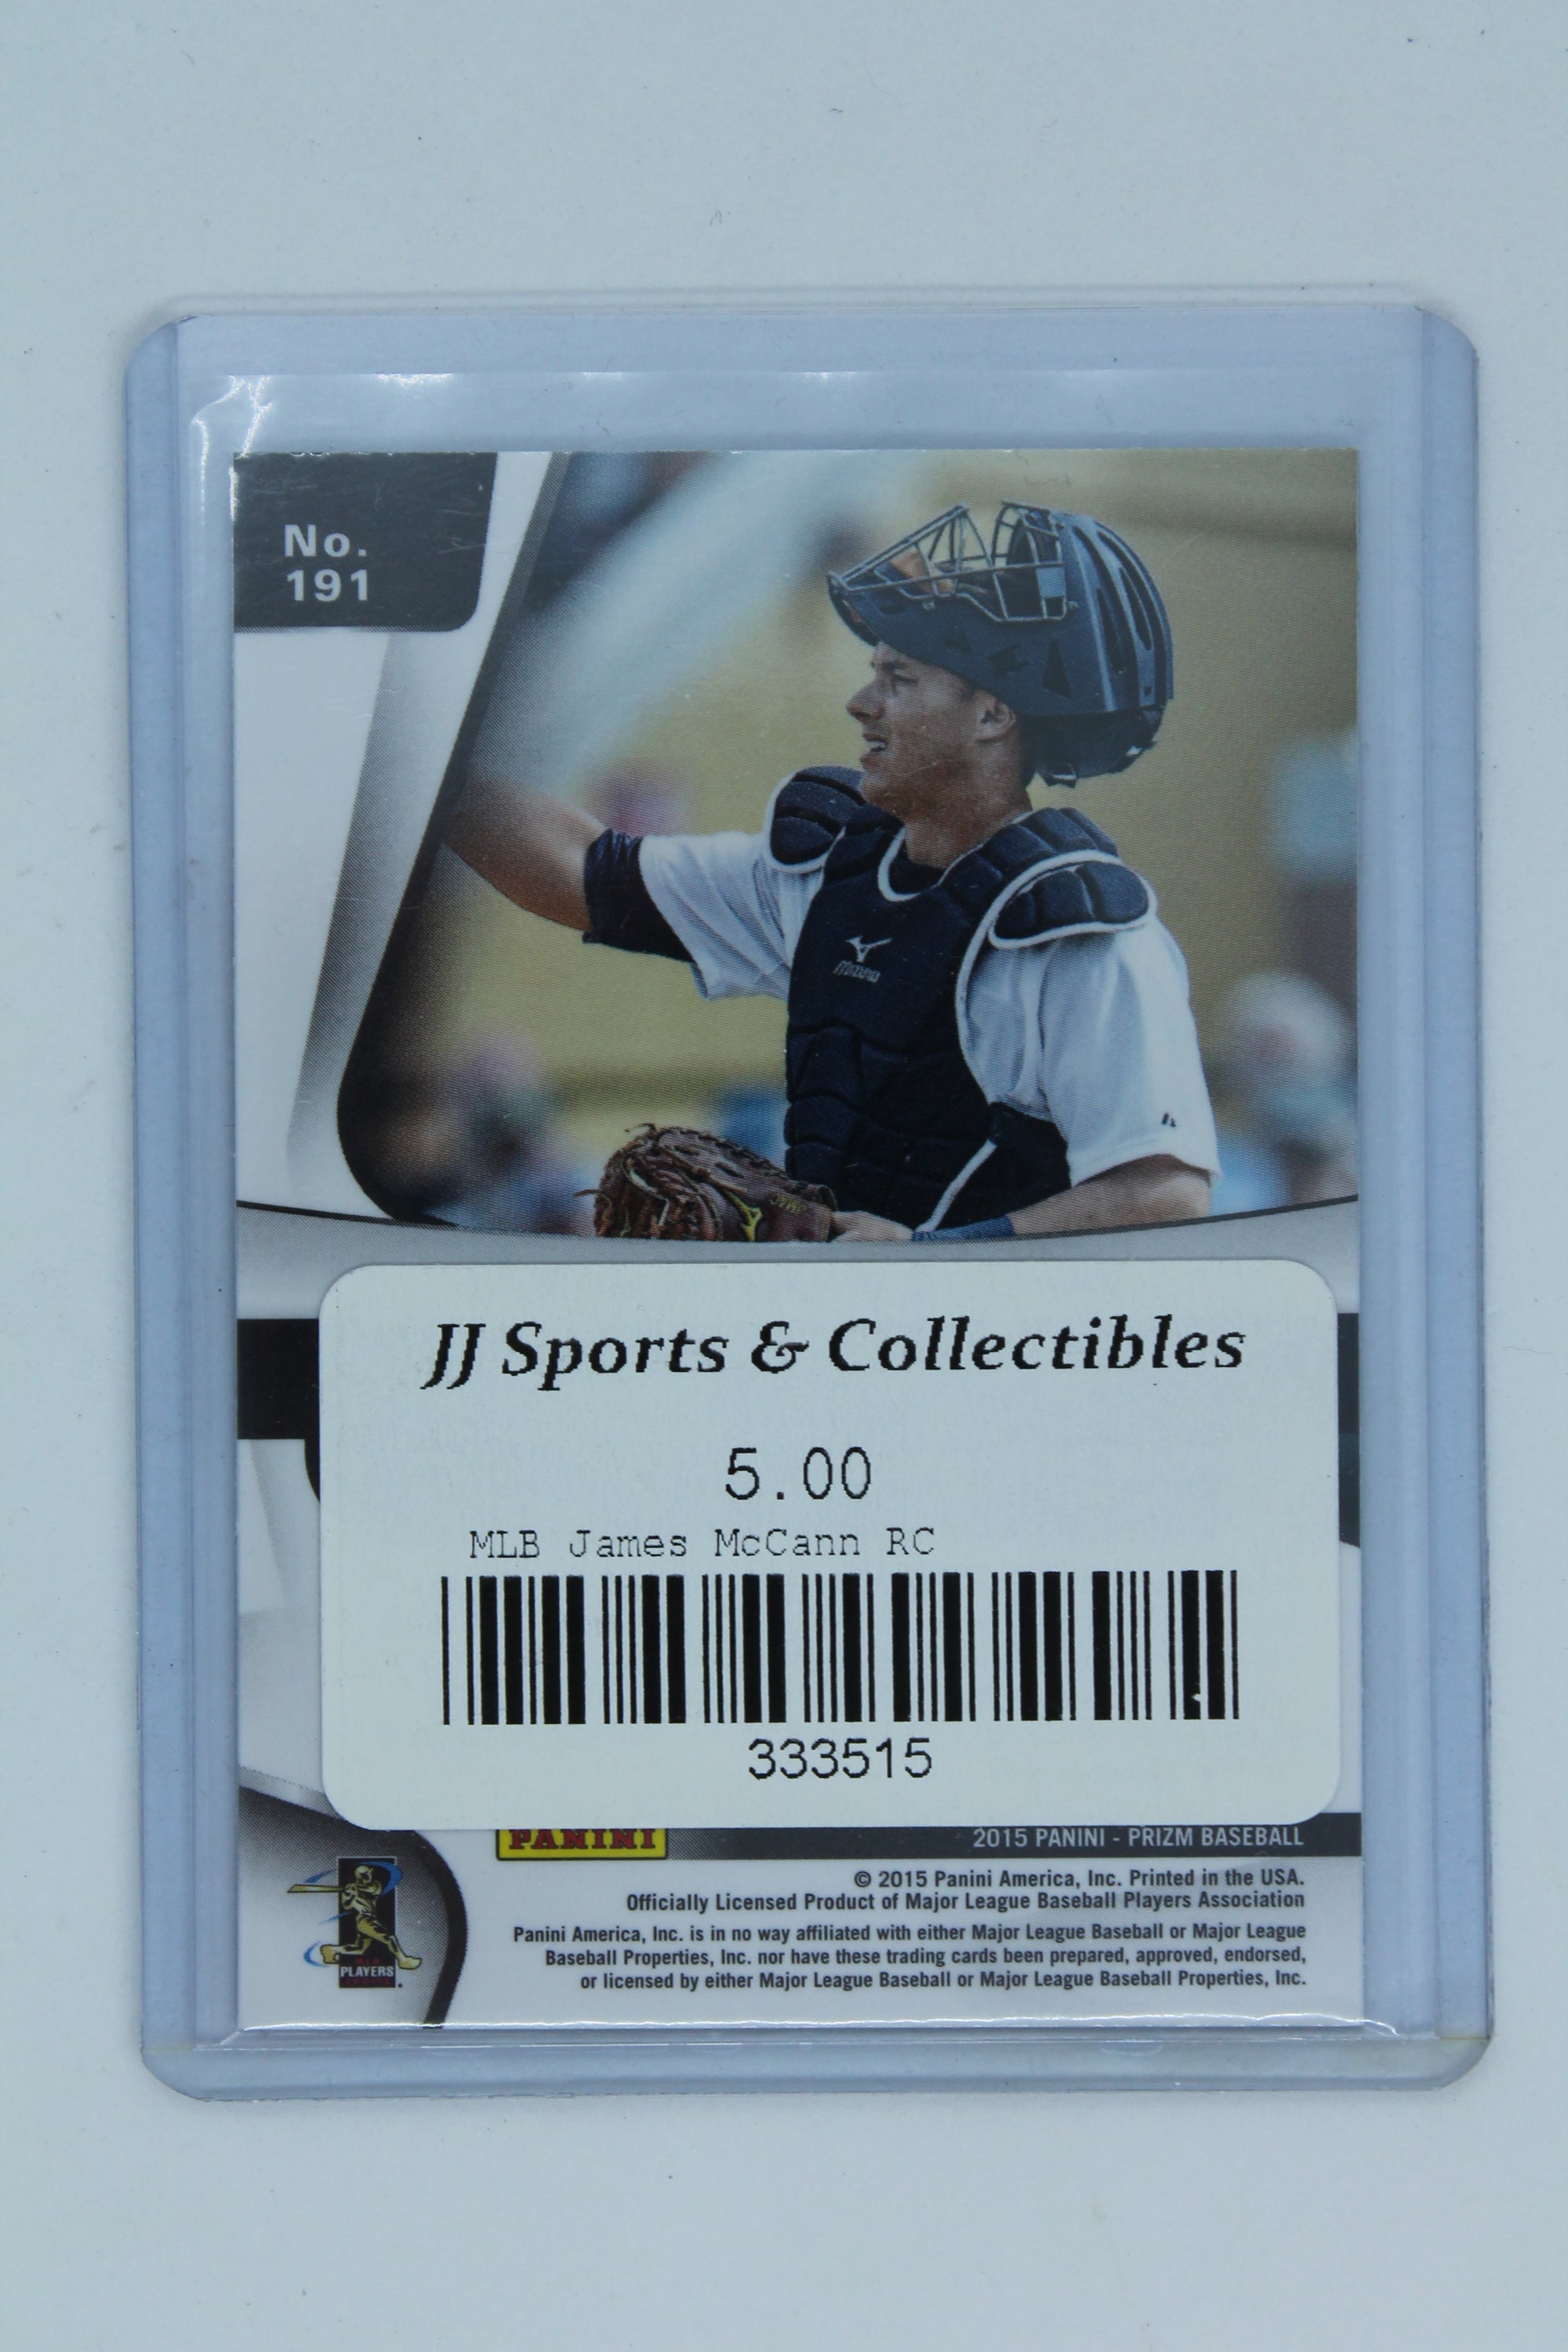 No.
191
MIZUNO
JJ Sports & Collectibles
5.00
MLB James McCann RC
333515
PANINI
2015 PANINI - PRIZM BASEBALL
© 2015 Panini America, Inc. Printed in the USA.
Officially Licensed Product of Major League Baseball Players Association
Panini America, Inc. is in no way affiliated with either Major League Baseball or Major League
Baseball Properties, Inc. nor have these trading cards been prepared, approved, endorsed,
or licensed by either Major League Baseball or Major League Baseball Properties, Inc.
PLAYERS